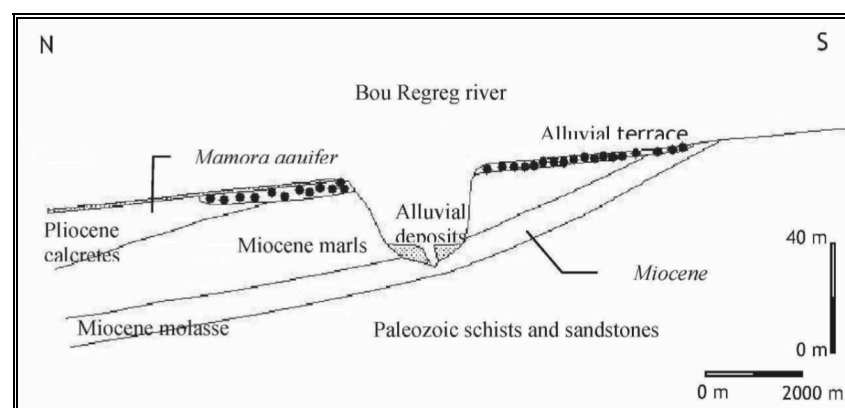 N
S
Bou Regreg river
Alluvial terrace
Mamora aquifer
Alluvial
deposits
Pliocene
calcretes
Miocene marls
40 m
Miocene
Miocene molasse
Paleozoic schists and sandstones
0 m
0 m
2000 m